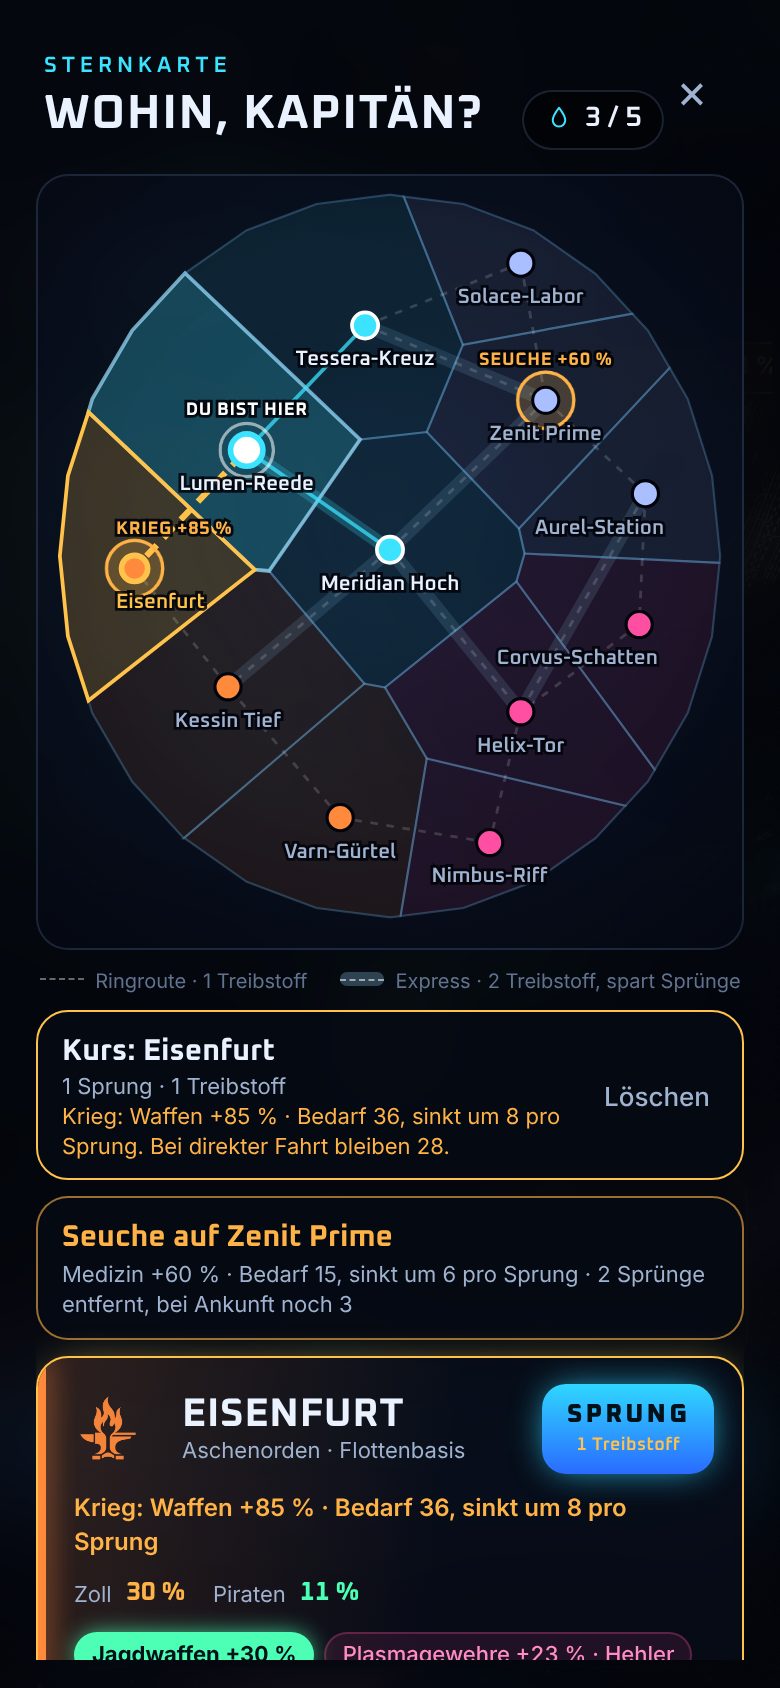 STERNKARTE
WOHIN, KAPITÄN?
3 / 5
Solace-Labor
Tessera-Kreuz
SEUCHE +60 %
DU BIST HIER
Zenit Prime
Lumen-Reede
KRIEG +85 %
Aurel-Station
Meridian Hoch
Eisenfurt
Corvus-Schatten
Kessin Tief
Helix-Tor
Varn-Gürtel
Nimbus-Riff
Ringroute · 1 Treibstoff
Express · 2 Treibstoff, spart Sprünge
Kurs: Eisenfurt
1 Sprung · 1 Treibstoff
Krieg: Waffen +85 % · Bedarf 36, sinkt um 8 pro
Sprung. Bei direkter Fahrt bleiben 28.
Löschen
Seuche auf Zenit Prime
Medizin +60 % · Bedarf 15, sinkt um 6 pro Sprung · 2 Sprünge
entfernt, bei Ankunft noch 3
EISENFURT
Aschenorden · Flottenbasis
SPRUNG
1 Treibstoff
Krieg: Waffen +85 % · Bedarf 36, sinkt um 8 pro
Sprung
Zoll 30 % Piraten 11 %
Jagdwaffen +30 %
Plasmagewehre +23 % · Hehler